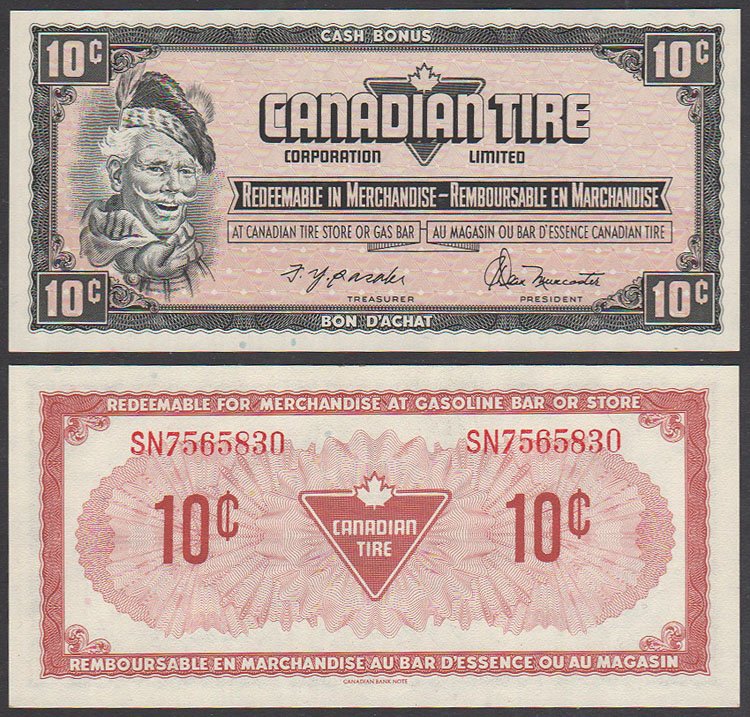 10¢ CASH BONUS 10¢
CANADIAN TIRE
CORPORATION LIMITED
REDEEMABLE IN MERCHANDISE – REMBOURSABLE EN MARCHANDISE
AT CANADIAN TIRE STORE OR GAS BAR AU MAGASIN OU BAR D'ESSENCE CANADIAN TIRE
TREASURER PRESIDENT
10¢ BON D'ACHAT 10¢
REDEEMABLE FOR MERCHANDISE AT GASOLINE BAR OR STORE
SN7565830 SN7565830
10¢ CANADIAN TIRE 10¢
REMBOURSABLE EN MARCHANDISE AU BAR D'ESSENCE OU AU MAGASIN
CANADIAN BANK NOTE